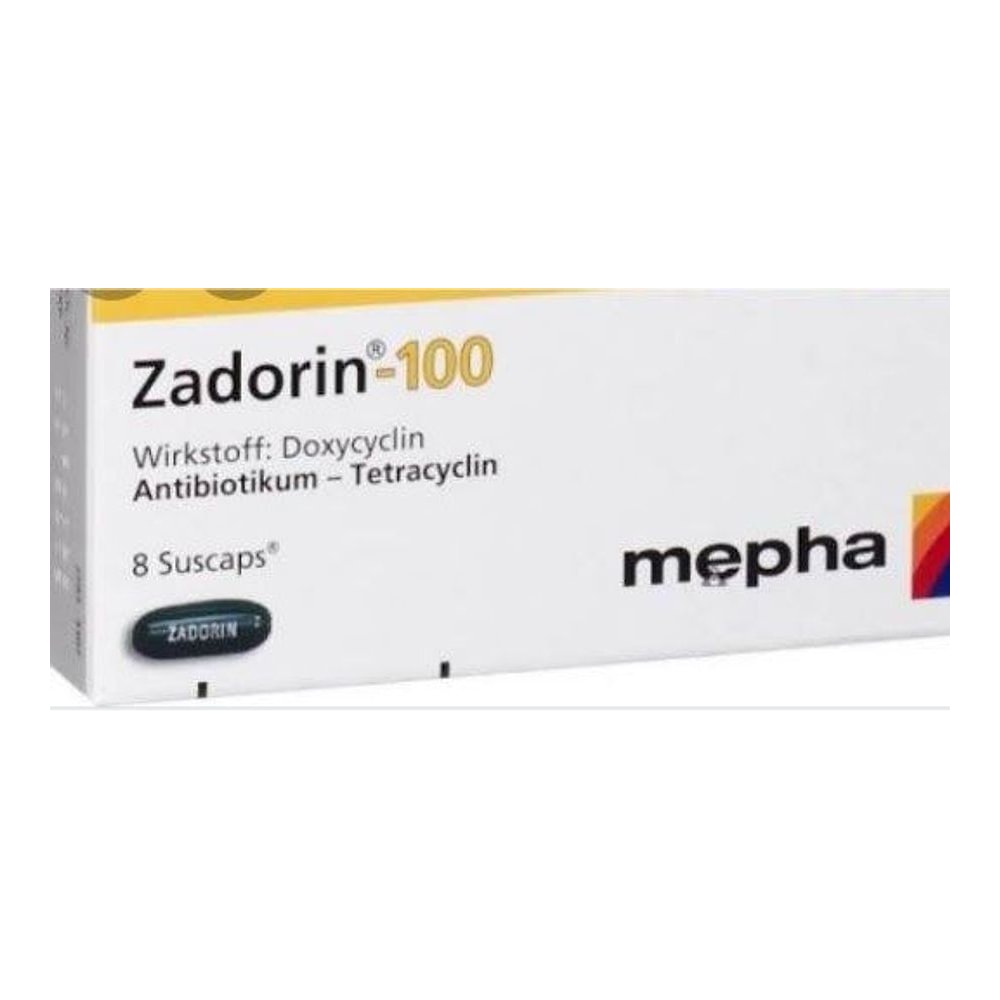 Zadorin®-100
Wirkstoff: Doxycyclin
Antibiotikum – Tetracyclin
8 Suscaps®
ZADORIN
mepha